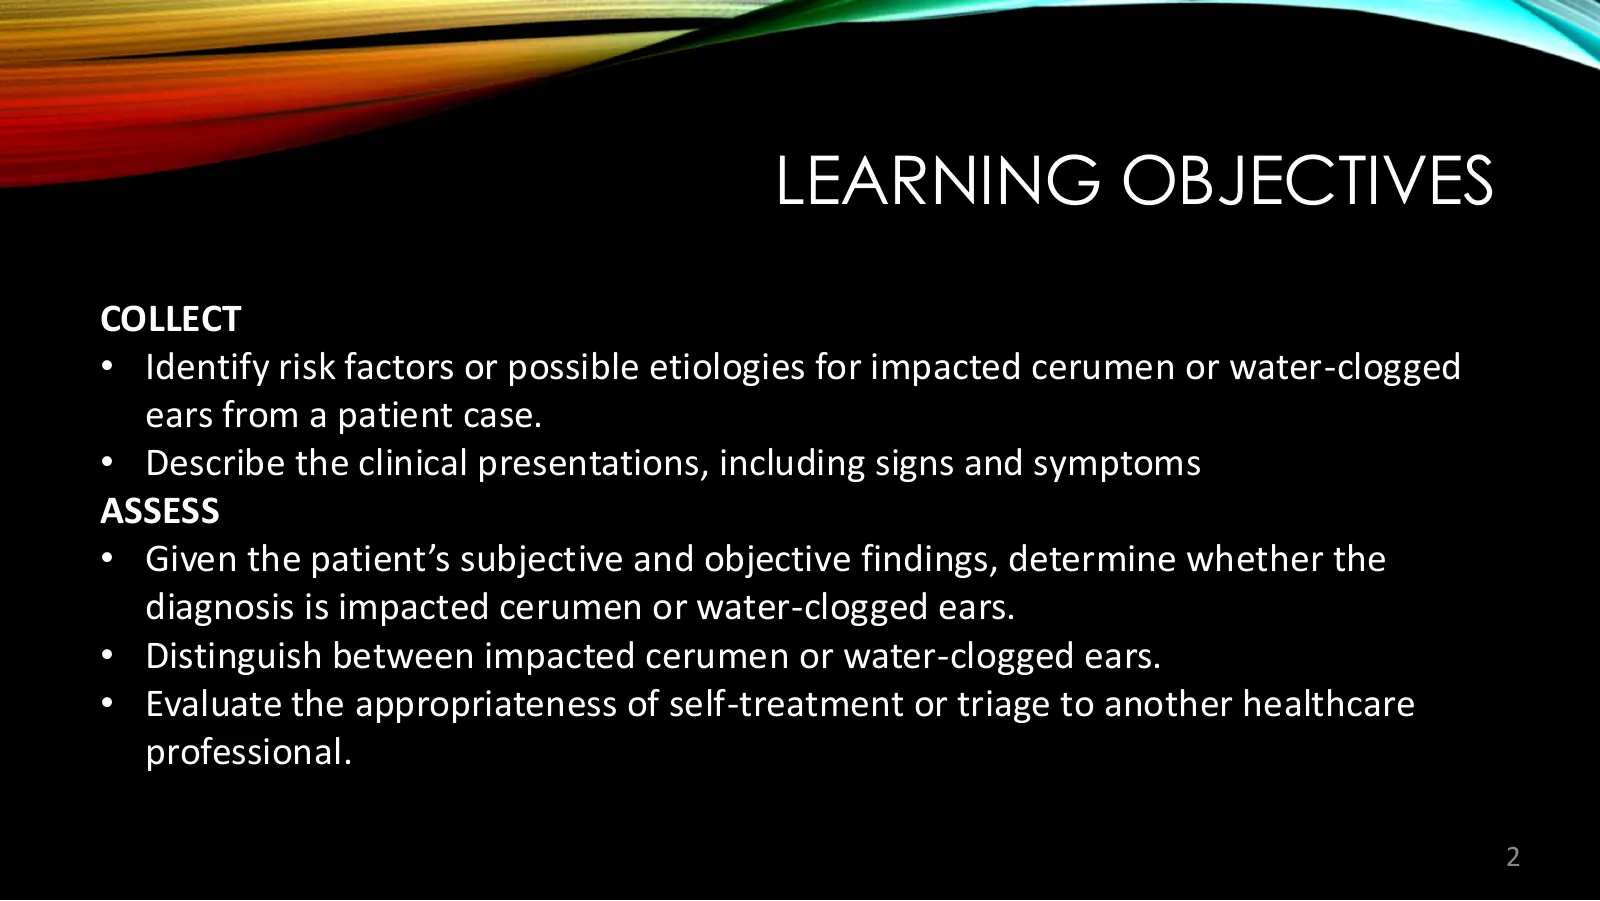 LEARNING OBJECTIVES
COLLECT
• Identify risk factors or possible etiologies for impacted cerumen or water-clogged
ears from a patient case.
• Describe the clinical presentations, including signs and symptoms
ASSESS
• Given the patient’s subjective and objective findings, determine whether the
diagnosis is impacted cerumen or water-clogged ears.
• Distinguish between impacted cerumen or water-clogged ears.
• Evaluate the appropriateness of self-treatment or triage to another healthcare
professional.
2